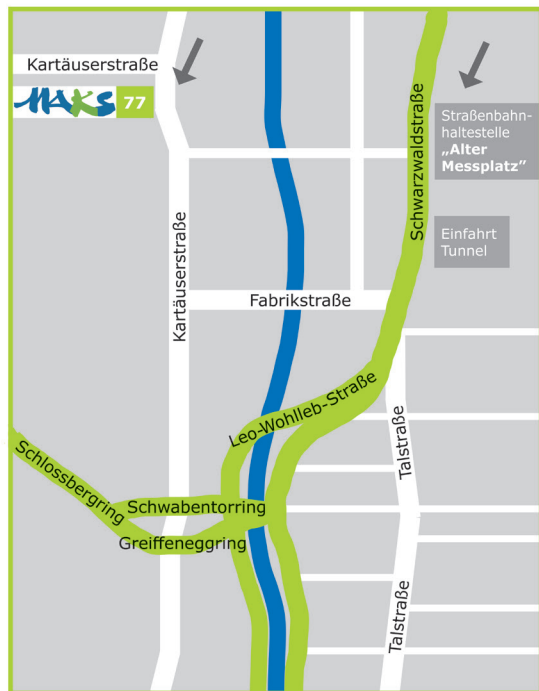 Kartäuserstraße
MAKS 77
Straßenbahn-
haltestelle
„Alter
Messplatz”
Schwarzwaldstraße
Einfahrt
Tunnel
Kartäuserstraße
Fabrikstraße
Leo-Wohlleb-Straße
Talstraße
Schlossbergring
Schwabentorring
Greiffeneggring
Talstraße